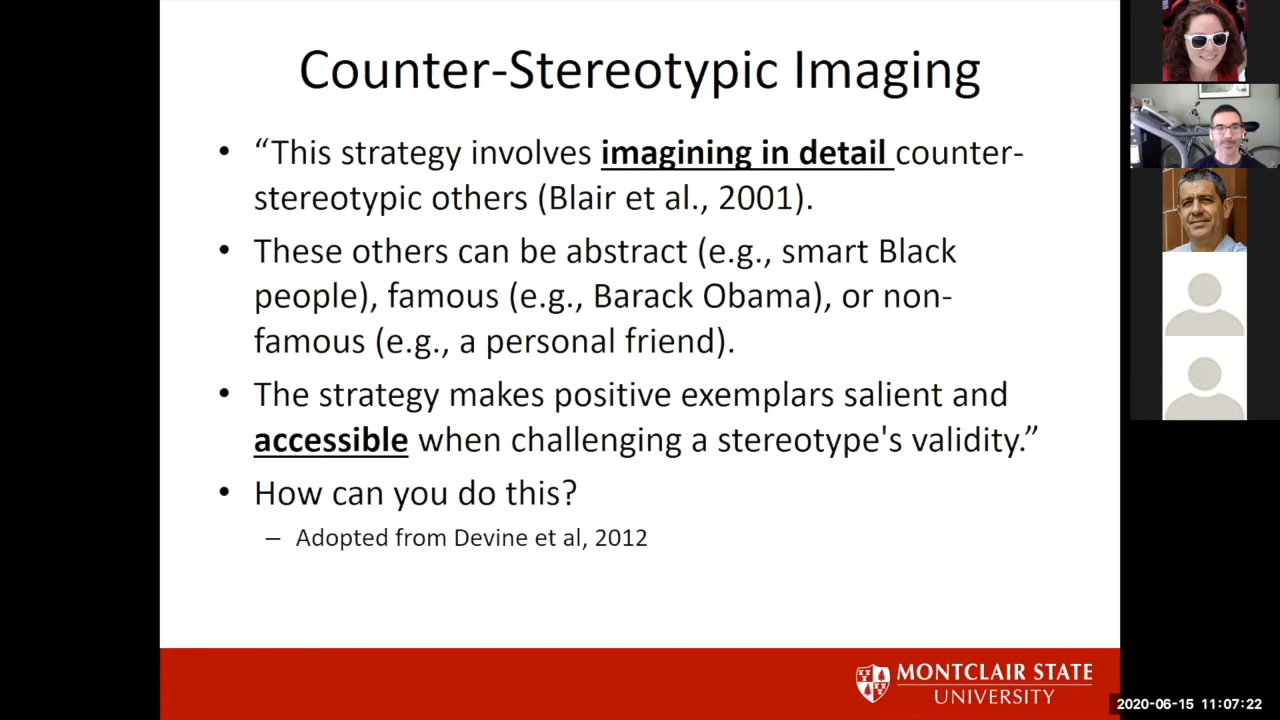 Counter-Stereotypic Imaging
• “This strategy involves imagining in detail counter-
stereotypic others (Blair et al., 2001).
• These others can be abstract (e.g., smart Black
people), famous (e.g., Barack Obama), or non-
famous (e.g., a personal friend).
• The strategy makes positive exemplars salient and
accessible when challenging a stereotype's validity.”
• How can you do this?
– Adopted from Devine et al, 2012
MONTCLAIR STATE
UNIVERSITY
2020-06-15 11:07:22